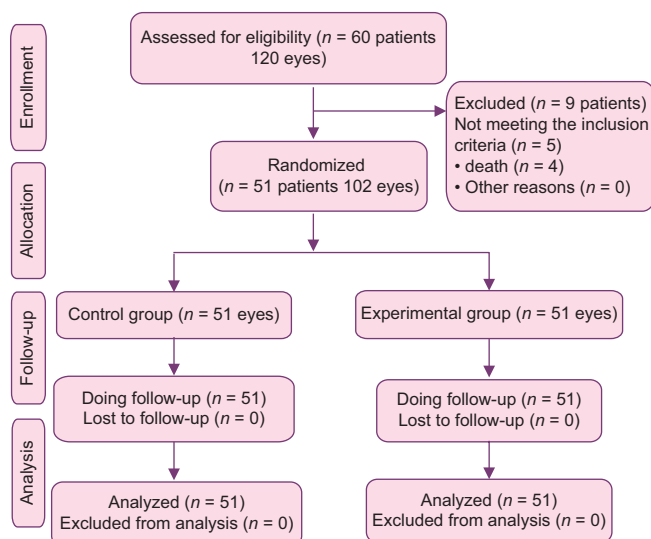 Enrollment
Assessed for eligibility (n = 60 patients
120 eyes)
Excluded (n = 9 patients)
Not meeting the inclusion
criteria (n = 5)
• death (n = 4)
• Other reasons (n = 0)
Randomized
(n = 51 patients 102 eyes)
Allocation
Control group (n = 51 eyes)
Experimental group (n = 51 eyes)
Follow-up
Doing follow-up (n = 51)
Lost to follow-up (n = 0)
Doing follow-up (n = 51)
Lost to follow-up (n = 0)
Analysis
Analyzed (n = 51)
Excluded from analysis (n = 0)
Analyzed (n = 51)
Excluded from analysis (n = 0)